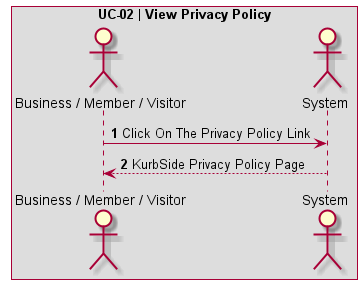 UC-02 | View Privacy Policy
Business / Member / Visitor System
1 Click On The Privacy Policy Link
2 KurbSide Privacy Policy Page
Business / Member / Visitor System